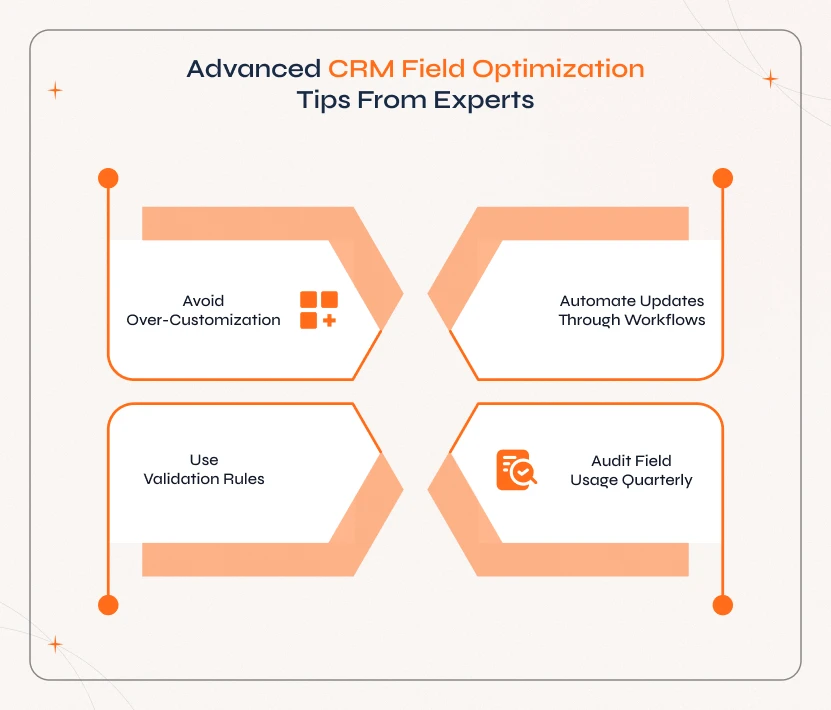 Advanced CRM Field Optimization
Tips From Experts
Avoid
Over-Customization
Automate Updates
Through Workflows
Use
Validation Rules
Audit Field
Usage Quarterly